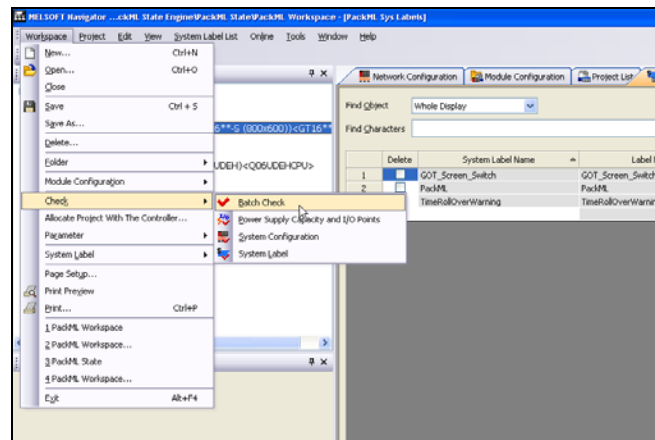 MELSOFT Navigator ...ckML State Engine\PackML State\PackML Workspace - [PackML Sys Labels]
Workspace Project Edit View System Label List Online Tools Window Help
New... Ctrl+N
Open... Ctrl+O
Close
Save Ctrl + S
Save As...
Delete...
Folder
Module Configuration
Check
Allocate Project With The Controller...
Parameter
System Label
Page Setup...
Print Preview
Print... Ctrl+P
1 PackML Workspace
2 PackML Workspace...
3 PackML State
4 PackML Workspace...
Exit Alt+F4
Batch Check
Power Supply Capacity and I/O Points
System Configuration
System Label
6**-S (800x600))<GT16**
UDEH)<Q06UDEHCPU>
Network Configuration Module Configuration Project List
Find Object Whole Display
Find Characters
Delete System Label Name Label
1 GOT_Screen_Switch GOT_Screen_Switch
2 PackML PackML
TimeRollOverWarning TimeRollOverWarnin